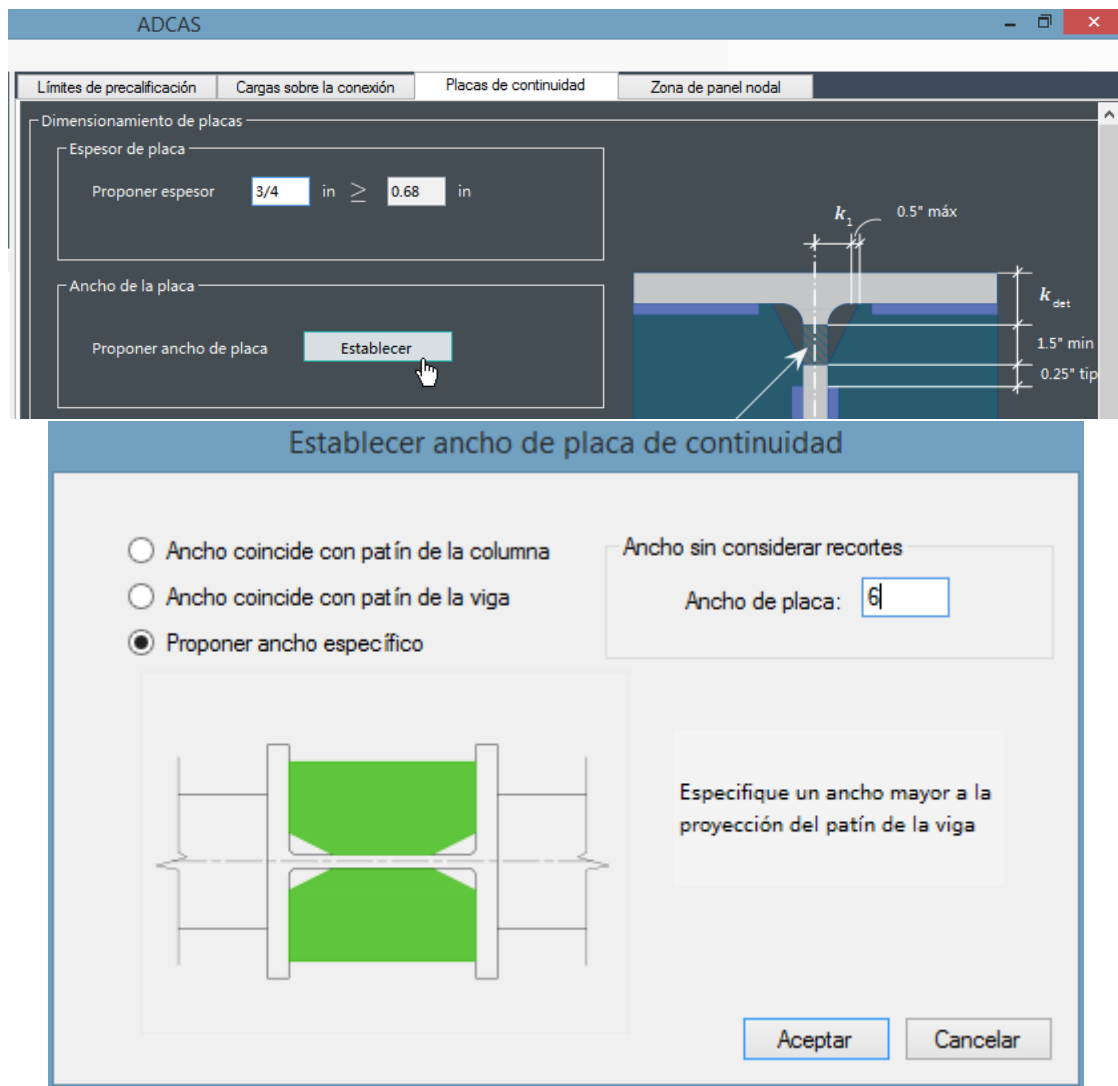 ADCAS
Límites de precalificación
Cargas sobre la conexión
Placas de continuidad
Zona de panel nodal
Dimensionamiento de placas
Espesor de placa
Proponer espesor 3/4 in ≥ 0.68 in
Ancho de la placa
Proponer ancho de placa Establecer
k1 0.5" máx
kdet
1.5" min
0.25" tip
Establecer ancho de placa de continuidad
Ancho coincide con patín de la columna
Ancho coincide con patín de la viga
Proponer ancho específico
Ancho sin considerar recortes
Ancho de placa: 6
Especifique un ancho mayor a la
proyección del patín de la viga
Aceptar
Cancelar